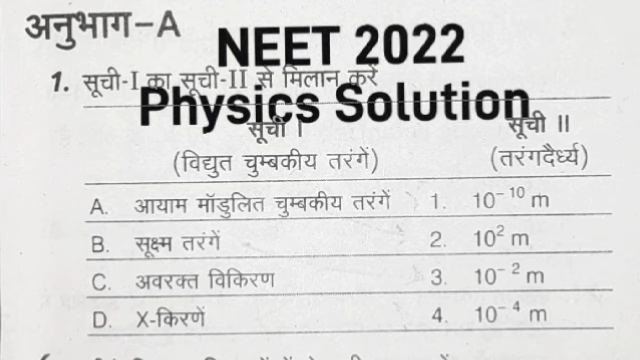 अनुभाग-A
NEET 2022
1. सूची-I का सूची-II से मिलान करें
Physics Solution
सूची I सूची II
(विद्युत चुम्बकीय तरंगें) (तरंगदैर्ध्य)
A. आयाम मॉडुलित चुम्बकीय तरंगें 1. 10⁻¹⁰ m
B. सूक्ष्म तरंगें 2. 10² m
C. अवरक्त विकिरण 3. 10⁻² m
D. X-किरणें 4. 10⁻⁴ m